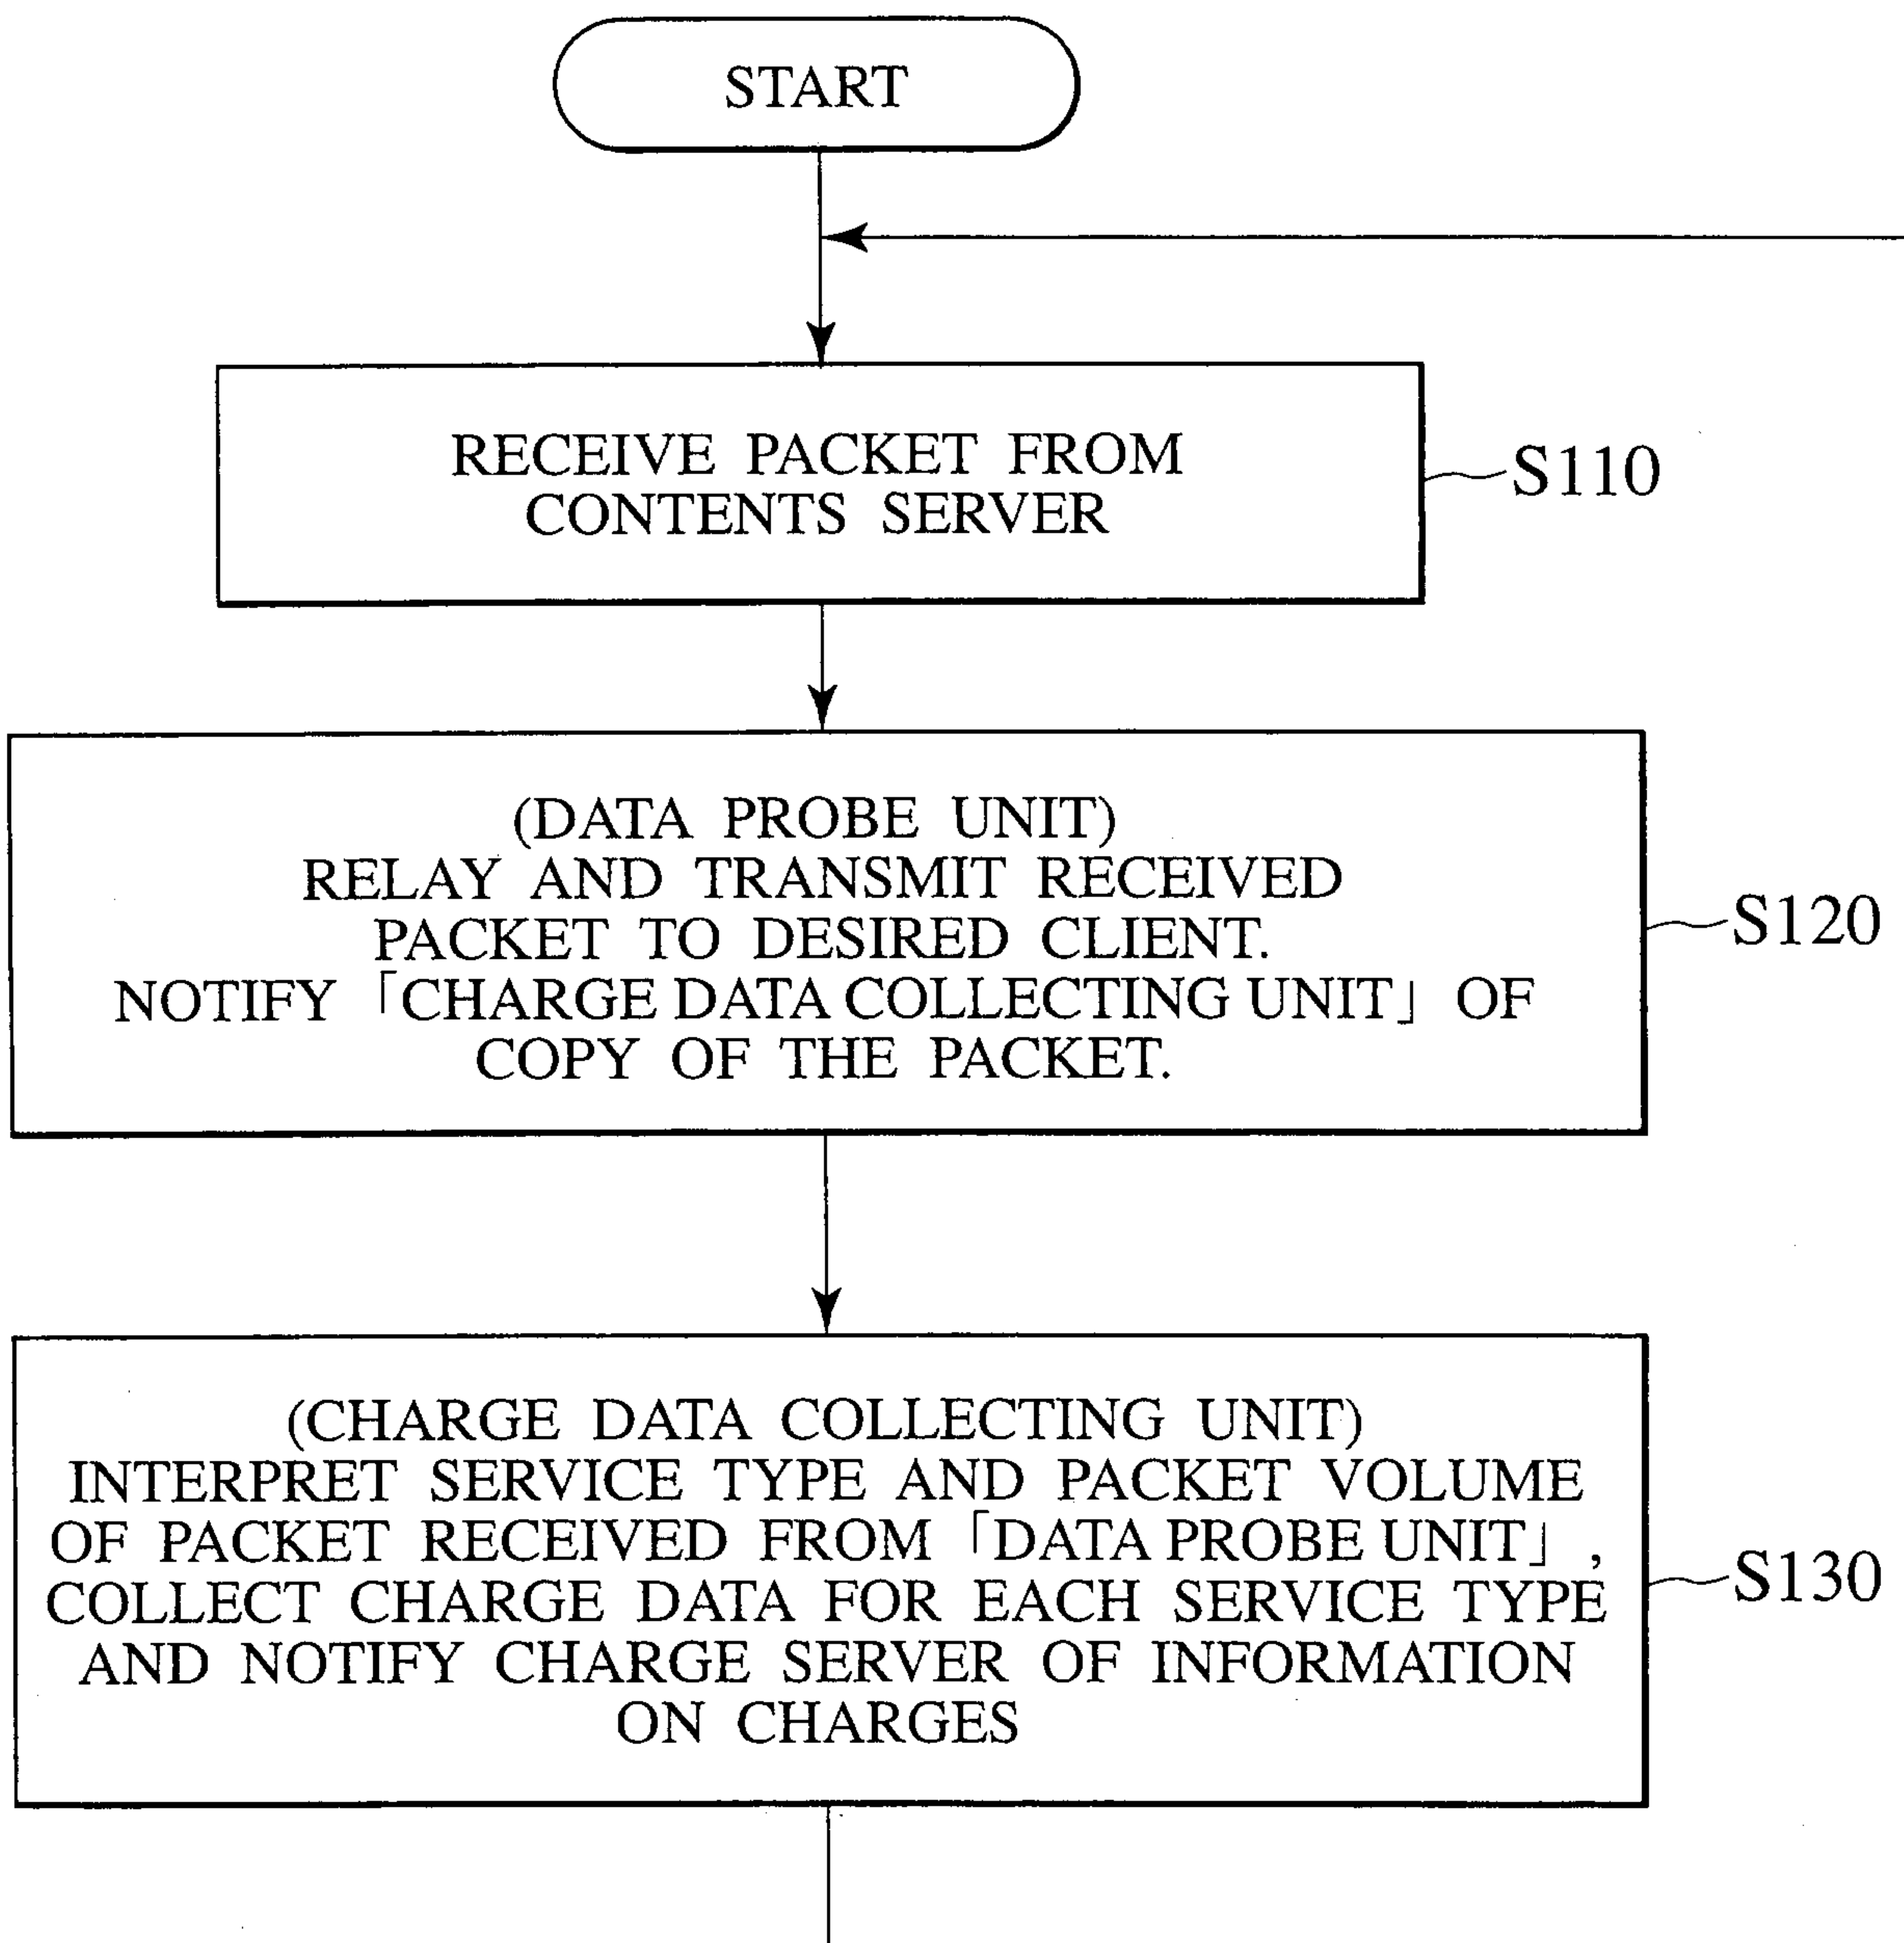 START
RECEIVE PACKET FROM
CONTENTS SERVER
S110
(DATA PROBE UNIT)
RELAY AND TRANSMIT RECEIVED
PACKET TO DESIRED CLIENT.
NOTIFY 「CHARGE DATA COLLECTING UNIT」 OF
COPY OF THE PACKET.
S120
(CHARGE DATA COLLECTING UNIT)
INTERPRET SERVICE TYPE AND PACKET VOLUME
OF PACKET RECEIVED FROM 「DATA PROBE UNIT」 ,
COLLECT CHARGE DATA FOR EACH SERVICE TYPE
AND NOTIFY CHARGE SERVER OF INFORMATION
ON CHARGES
S130